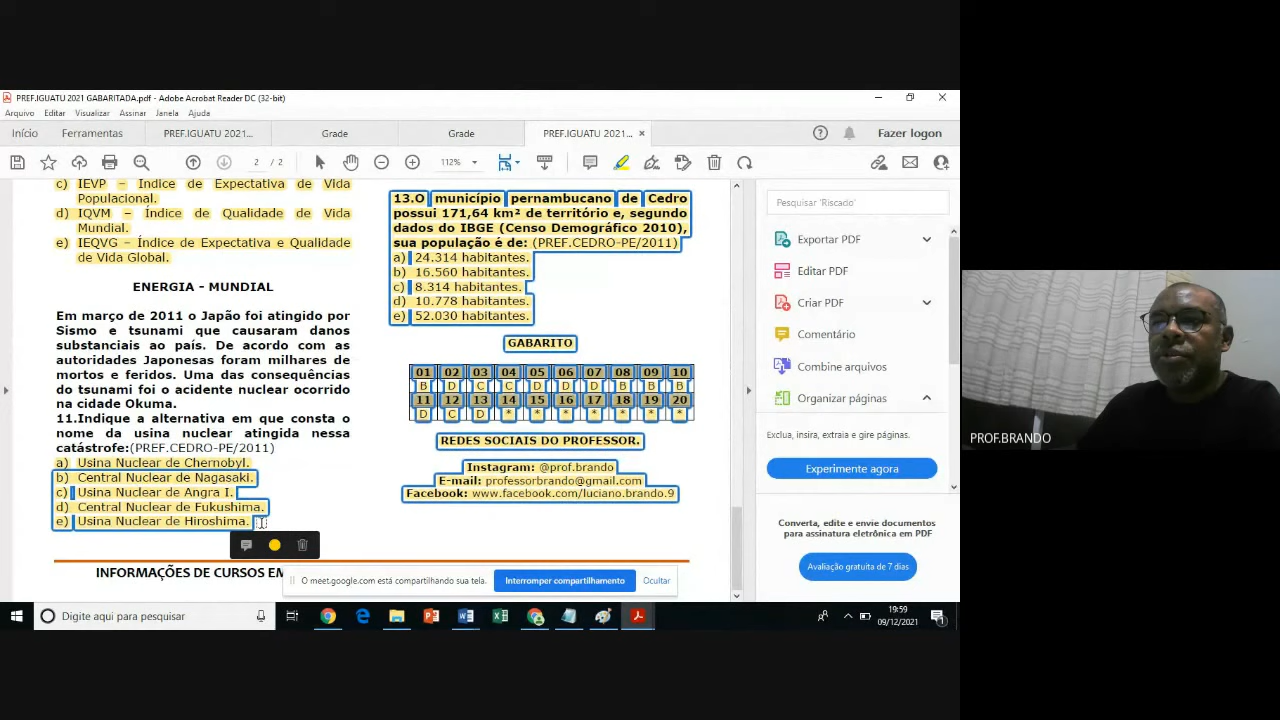 PREF.IGUATU 2021 GABARITADA.pdf - Adobe Acrobat Reader DC (32-bit)
Arquivo Editar Visualizar Assinar Janela Ajuda
Início Ferramentas PREF.IGUATU 2021... Grade Grade PREF.IGUATU 2021... × Fazer logon
2 / 2 112%
c) IEVP – Índice de Expectativa de Vida
Populacional.
d) IQVM – Índice de Qualidade de Vida
Mundial.
e) IEQVG – Índice de Expectativa e Qualidade
de Vida Global.
ENERGIA - MUNDIAL
Em março de 2011 o Japão foi atingido por
Sismo e tsunami que causaram danos
substanciais ao país. De acordo com as
autoridades Japonesas foram milhares de
mortos e feridos. Uma das consequências
do tsunami foi o acidente nuclear ocorrido
na cidade Okuma.
11.Indique a alternativa em que consta o
nome da usina nuclear atingida nessa
catástrofe:(PREF.CEDRO-PE/2011)
a) Usina Nuclear de Chernobyl.
b) Central Nuclear de Nagasaki.
c) Usina Nuclear de Angra I.
d) Central Nuclear de Fukushima.
e) Usina Nuclear de Hiroshima.
INFORMAÇÕES DE CURSOS EM
13.O município pernambucano de Cedro
possui 171,64 km² de território e, segundo
dados do IBGE (Censo Demográfico 2010),
sua população é de: (PREF.CEDRO-PE/2011)
a) 24.314 habitantes.
b) 16.560 habitantes.
c) 8.314 habitantes.
d) 10.778 habitantes.
e) 52.030 habitantes.
GABARITO
01 02 03 04 05 06 07 08 09 10
B D C C D D D B B B
11 12 13 14 15 16 17 18 19 20
D C D * * * * * * *
REDES SOCIAIS DO PROFESSOR.
Instagram: @prof.brando
E-mail: professorbrando@gmail.com
Facebook: www.facebook.com/luciano.brando.9
Pesquisar 'Riscado'
Exportar PDF
Editar PDF
Criar PDF
Comentário
Combine arquivos
Organizar páginas
Exclua, insira, extraia e gire páginas.
Experimente agora
Converta, edite e envie documentos
para assinatura eletrônica em PDF
Avaliação gratuita de 7 dias
O meet.google.com está compartilhando sua tela. Interromper compartilhamento Ocultar
Digite aqui para pesquisar
19:59
09/12/2021
PROF.BRANDO